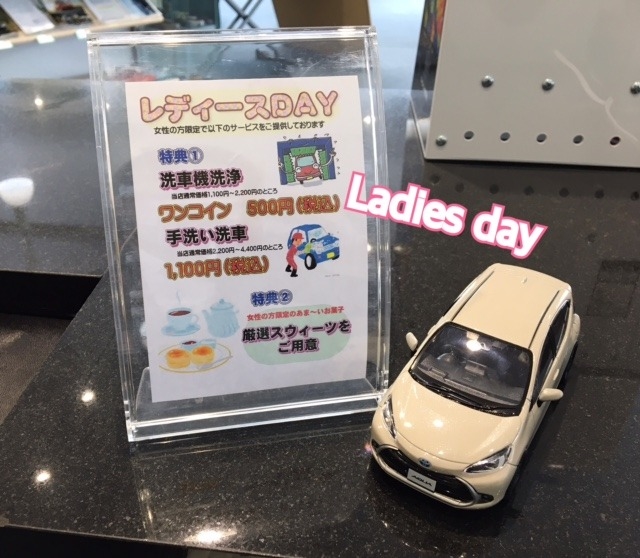 レディースDAY
女性の方限定で以下のサービスをご提供しております
特典①
洗車機洗浄
当店通常価格1,100円～2,200円のところ
ワンコイン 500円(税込)
手洗い洗車
当店通常価格2,200円～4,400円のところ
1,100円(税込)
特典②
女性の方限定のあま～いお菓子
厳選スウィーツを
ご用意
Ladies day
AQUA